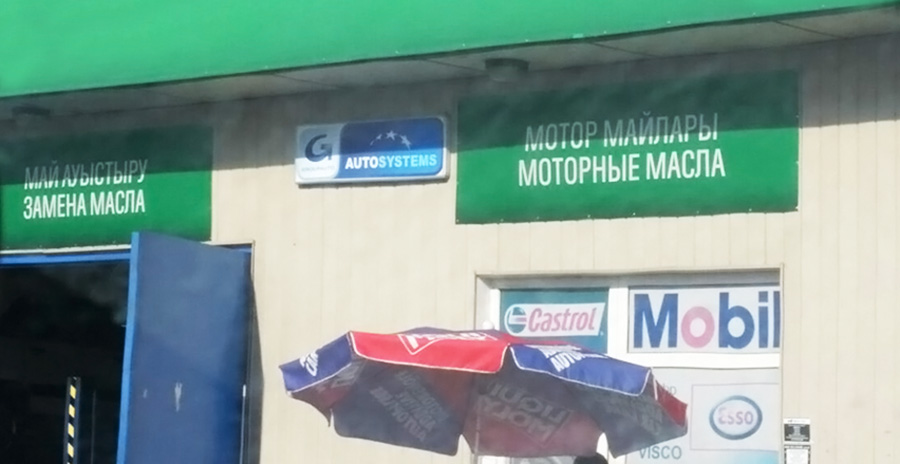 МАЙ АУЫСТЫРУ
ЗАМЕНА МАСЛА
G
AUTOSYSTEMS
МОТОР МАЙЛАРЫ
МОТОРНЫЕ МАСЛА
Castrol
Mobil
Esso
VISCO